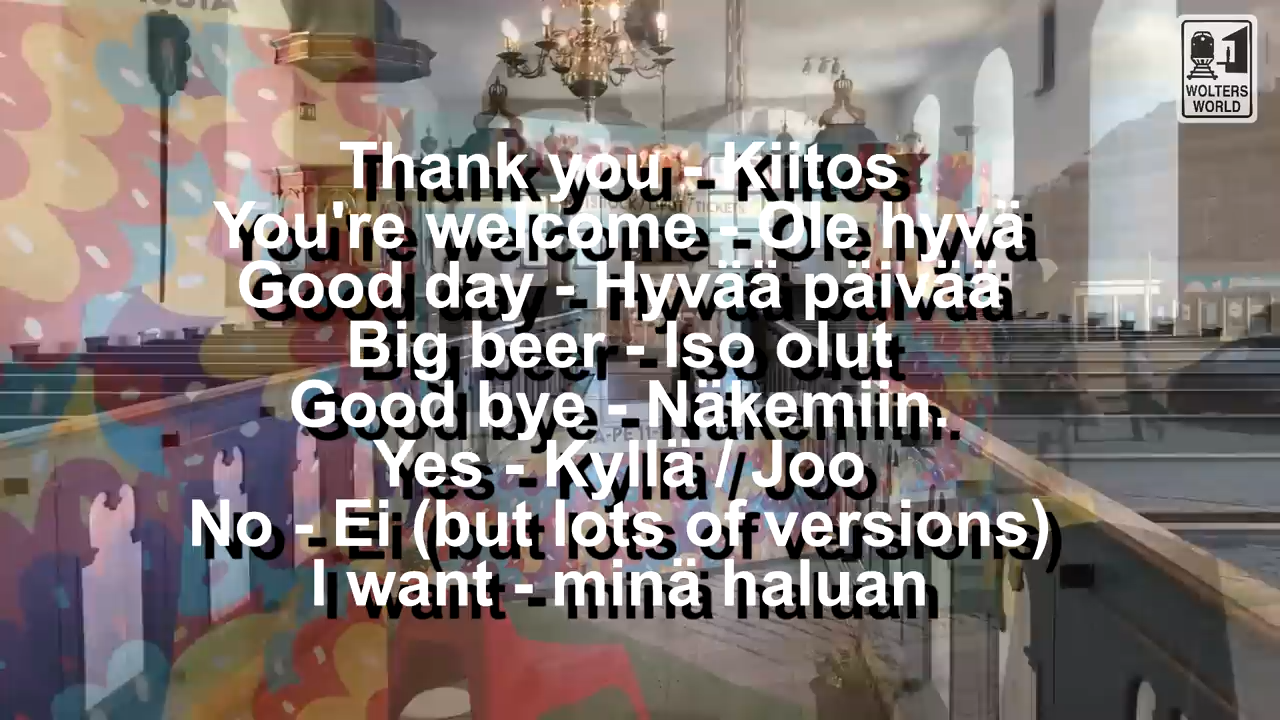 WOLTERS
WORLD
Thank you - Kiitos
You're welcome - Ole hyvä
Good day - Hyvää päivää
Big beer - Iso olut
Good bye - Näkemiin.
Yes - Kyllä / Joo
No - Ei (but lots of versions)
I want - minä haluan